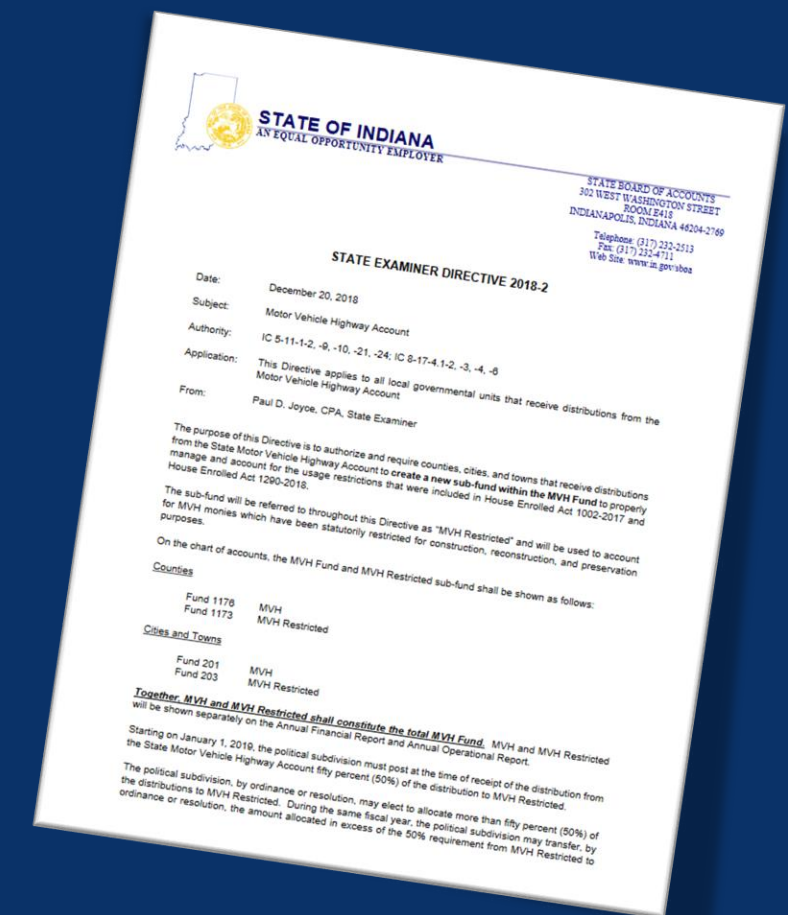 STATE OF INDIANA
AN EQUAL OPPORTUNITY EMPLOYER
STATE BOARD OF ACCOUNTS
302 WEST WASHINGTON STREET
ROOM E418
INDIANAPOLIS, INDIANA 46204-2769
Telephone: (317) 232-2513
Fax: (317) 232-4711
Web Site: www.in.gov/sboa
STATE EXAMINER DIRECTIVE 2018-2
Date: December 20, 2018
Subject: Motor Vehicle Highway Account
Authority: IC 5-11-1-2, -9, -10, -21, -24; IC 8-17-4.1-2, -3, -4, -6
Application: This Directive applies to all local governmental units that receive distributions from the
Motor Vehicle Highway Account
From: Paul D. Joyce, CPA, State Examiner
The purpose of this Directive is to authorize and require counties, cities, and towns that receive distributions
from the State Motor Vehicle Highway Account to create a new sub-fund within the MVH Fund to properly
manage and account for the usage restrictions that were included in House Enrolled Act 1002-2017 and
House Enrolled Act 1290-2018.
The sub-fund will be referred to throughout this Directive as "MVH Restricted" and will be used to account
for MVH monies which have been statutorily restricted for construction, reconstruction, and preservation
purposes.
On the chart of accounts, the MVH Fund and MVH Restricted sub-fund shall be shown as follows:
Counties
Fund 1176 MVH
Fund 1173 MVH Restricted
Cities and Towns
Fund 201 MVH
Fund 203 MVH Restricted
Together, MVH and MVH Restricted shall constitute the total MVH Fund. MVH and MVH Restricted
will be shown separately on the Annual Financial Report and Annual Operational Report.
Starting on January 1, 2019, the political subdivision must post at the time of receipt of the distribution from
the State Motor Vehicle Highway Account fifty percent (50%) of the distribution to MVH Restricted.
The political subdivision, by ordinance or resolution, may elect to allocate more than fifty percent (50%) of
the distributions to MVH Restricted. During the same fiscal year, the political subdivision may transfer, by
ordinance or resolution, the amount allocated in excess of the 50% requirement from MVH Restricted to